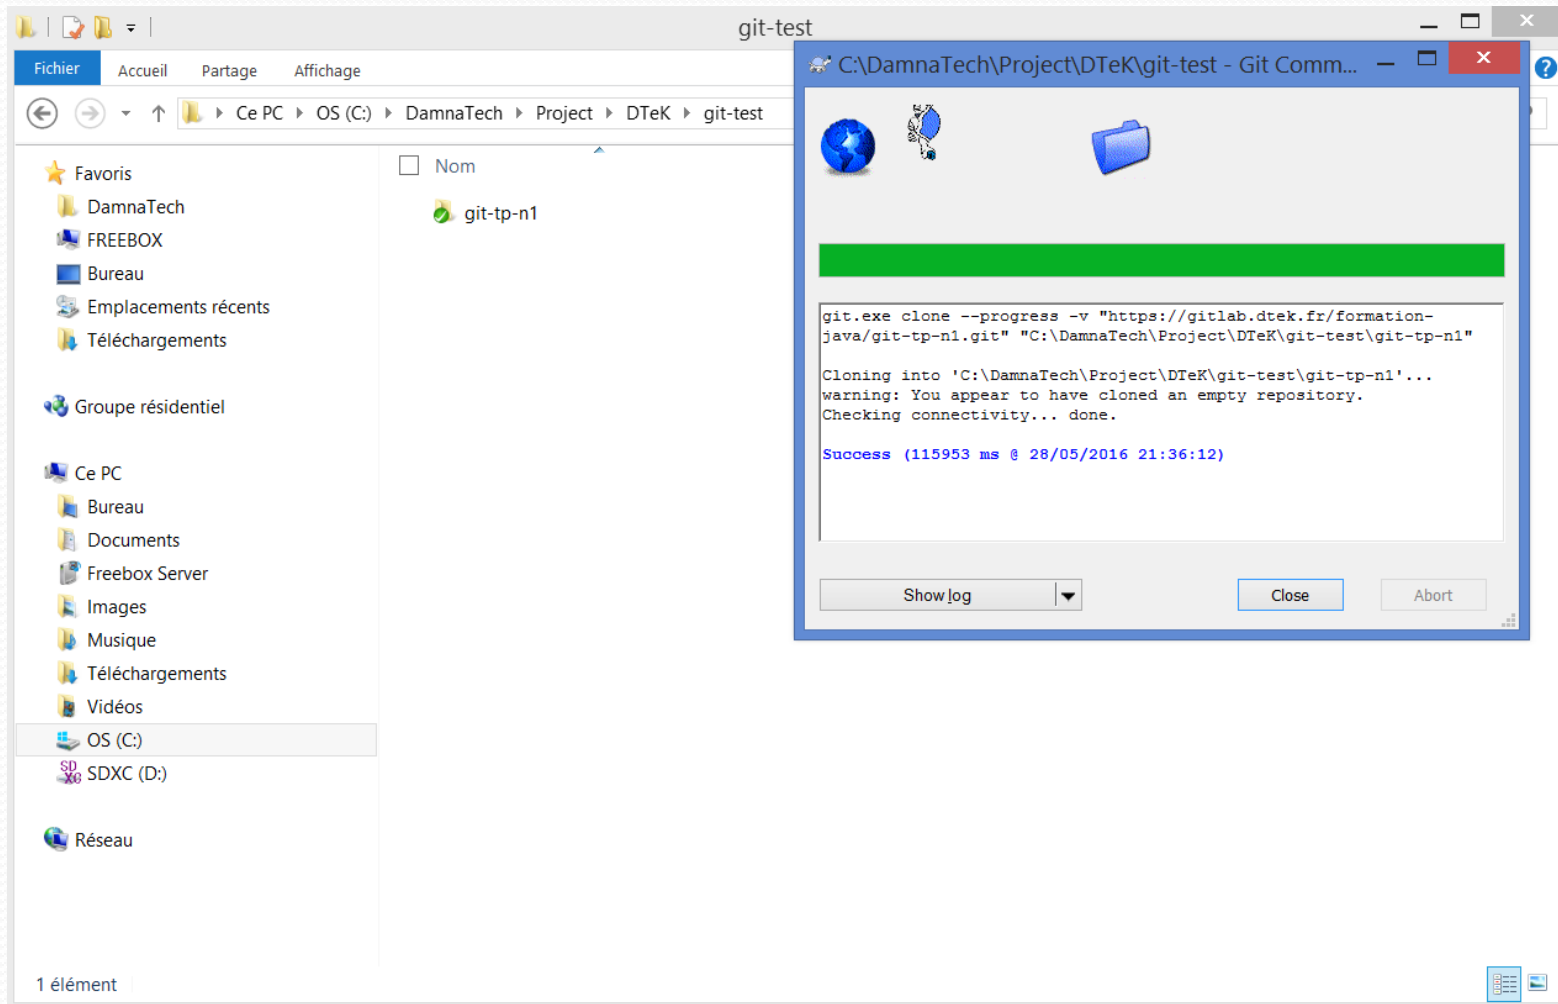 git-test
Fichier
Accueil
Partage
Affichage
Ce PC
OS (C:)
DamnaTech
Project
DTeK
git-test
Favoris
DamnaTech
FREEBOX
Bureau
Emplacements récents
Téléchargements
Groupe résidentiel
Ce PC
Bureau
Documents
Freebox Server
Images
Musique
Téléchargements
Vidéos
OS (C:)
SDXC (D:)
Réseau
Nom
git-tp-n1
1 élément
C:\DamnaTech\Project\DTeK\git-test - Git Comm...
git.exe clone --progress -v "https://gitlab.dtek.fr/formation-
java/git-tp-n1.git" "C:\DamnaTech\Project\DTeK\git-test\git-tp-n1"
Cloning into 'C:\DamnaTech\Project\DTeK\git-test\git-tp-n1'...
warning: You appear to have cloned an empty repository.
Checking connectivity... done.
Success (115953 ms @ 28/05/2016 21:36:12)
Show log
Close
Abort